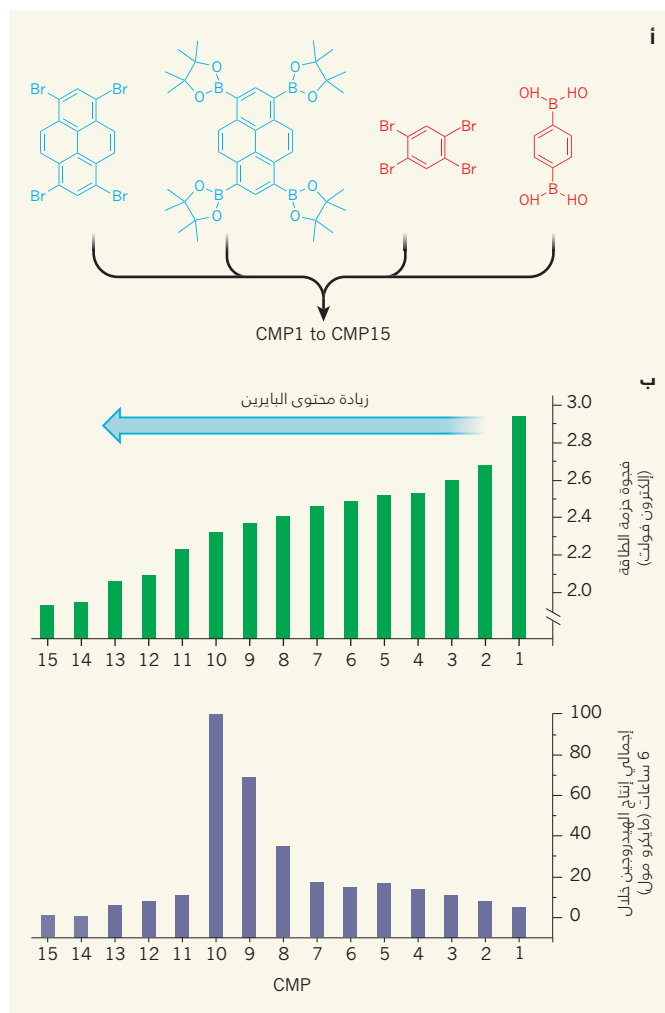 أ
Br Br
Br Br
O O
B B
O O
O O
B B
O O
Br Br
Br Br
OH B HO
OH B HO
CMP1 to CMP15
ب
زيادة محتوى البايرين
3.0
2.8
2.6
2.4
2.2
2.0
فجوة حزمة الطاقة
(إلكترون فولت)
15 14 13 12 11 10 9 8 7 6 5 4 3 2 1
100
80
60
40
20
0
إجمالي إنتاج الهيدروجين خلال
6 ساعات (مايكرو مول)
15 14 13 12 11 10 9 8 7 6 5 4 3 2 1
CMP